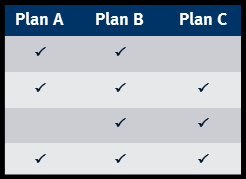 Plan A Plan B Plan C
✓ ✓
✓ ✓ ✓
✓ ✓
✓ ✓ ✓